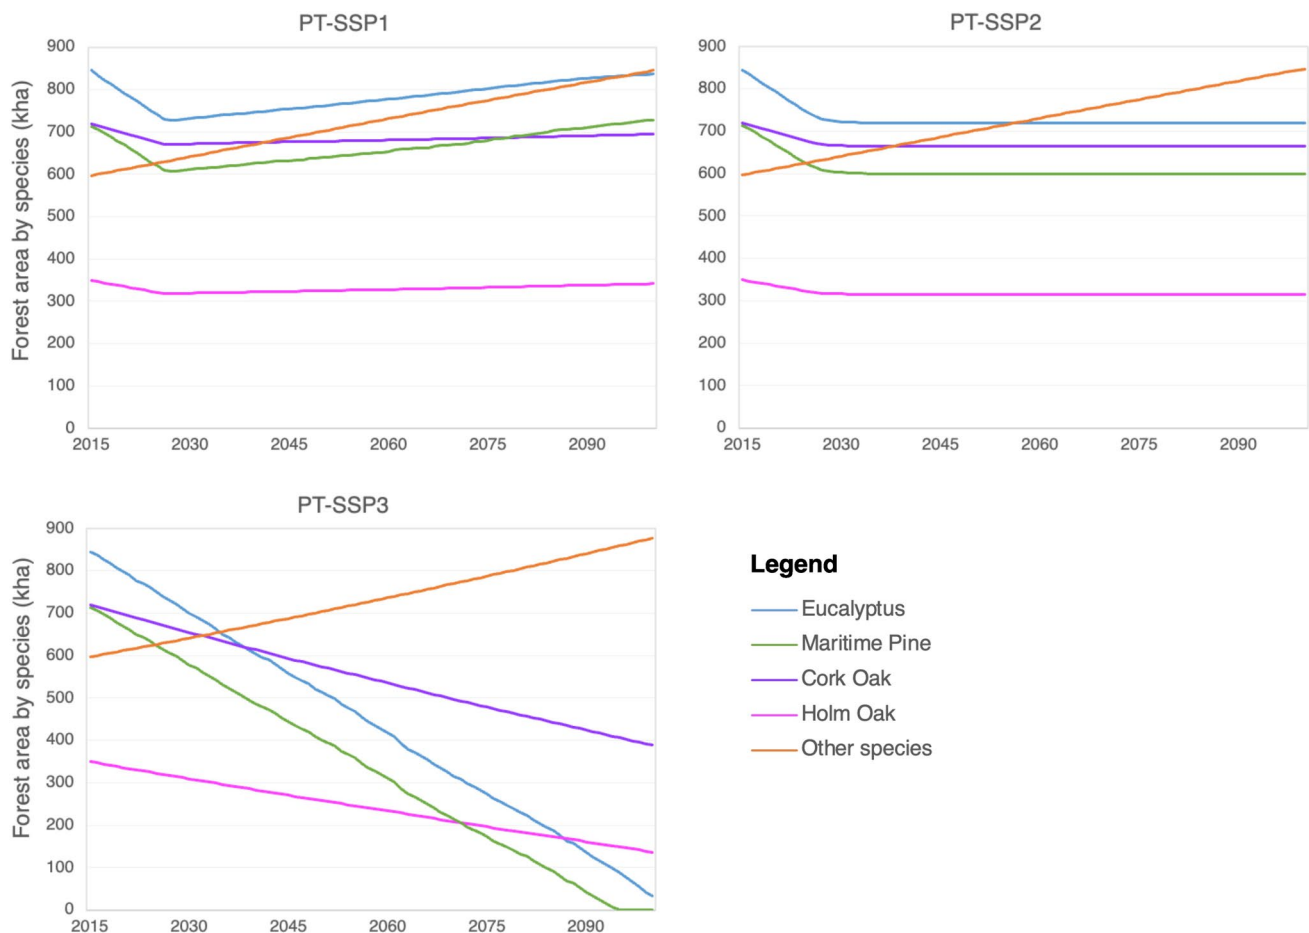 PT-SSP1
Forest area by species (kha)
900
800
700
600
500
400
300
200
100
0
2015 2030 2045 2060 2075 2090
PT-SSP2
900
800
700
600
500
400
300
200
100
0
2015 2030 2045 2060 2075 2090
PT-SSP3
Forest area by species (kha)
900
800
700
600
500
400
300
200
100
0
2015 2030 2045 2060 2075 2090
Legend
Eucalyptus
Maritime Pine
Cork Oak
Holm Oak
Other species